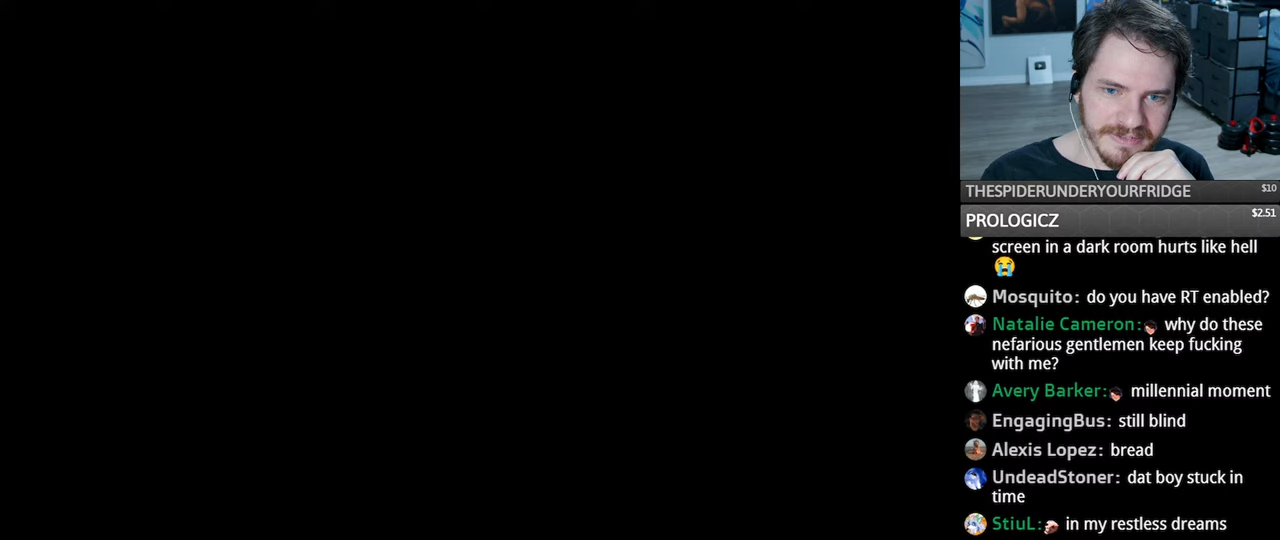 THESPIDERUNDERYOURFRIDGE $10
PROLOGICZ $2.51
screen in a dark room hurts like hell
😭
Mosquito: do you have RT enabled?
Natalie Cameron: why do these
nefarious gentlemen keep fucking
with me?
Avery Barker: millennial moment
EngagingBus: still blind
Alexis Lopez: bread
UndeadStoner: dat boy stuck in
time
StiuL: in my restless dreams